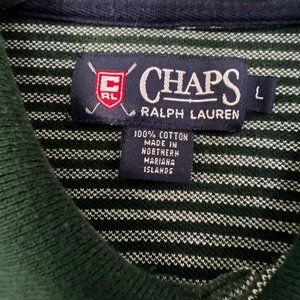 C
RL
CHAPS
RALPH LAUREN
L
100% COTTON
MADE IN
NORTHERN
MARIANA
ISLANDS